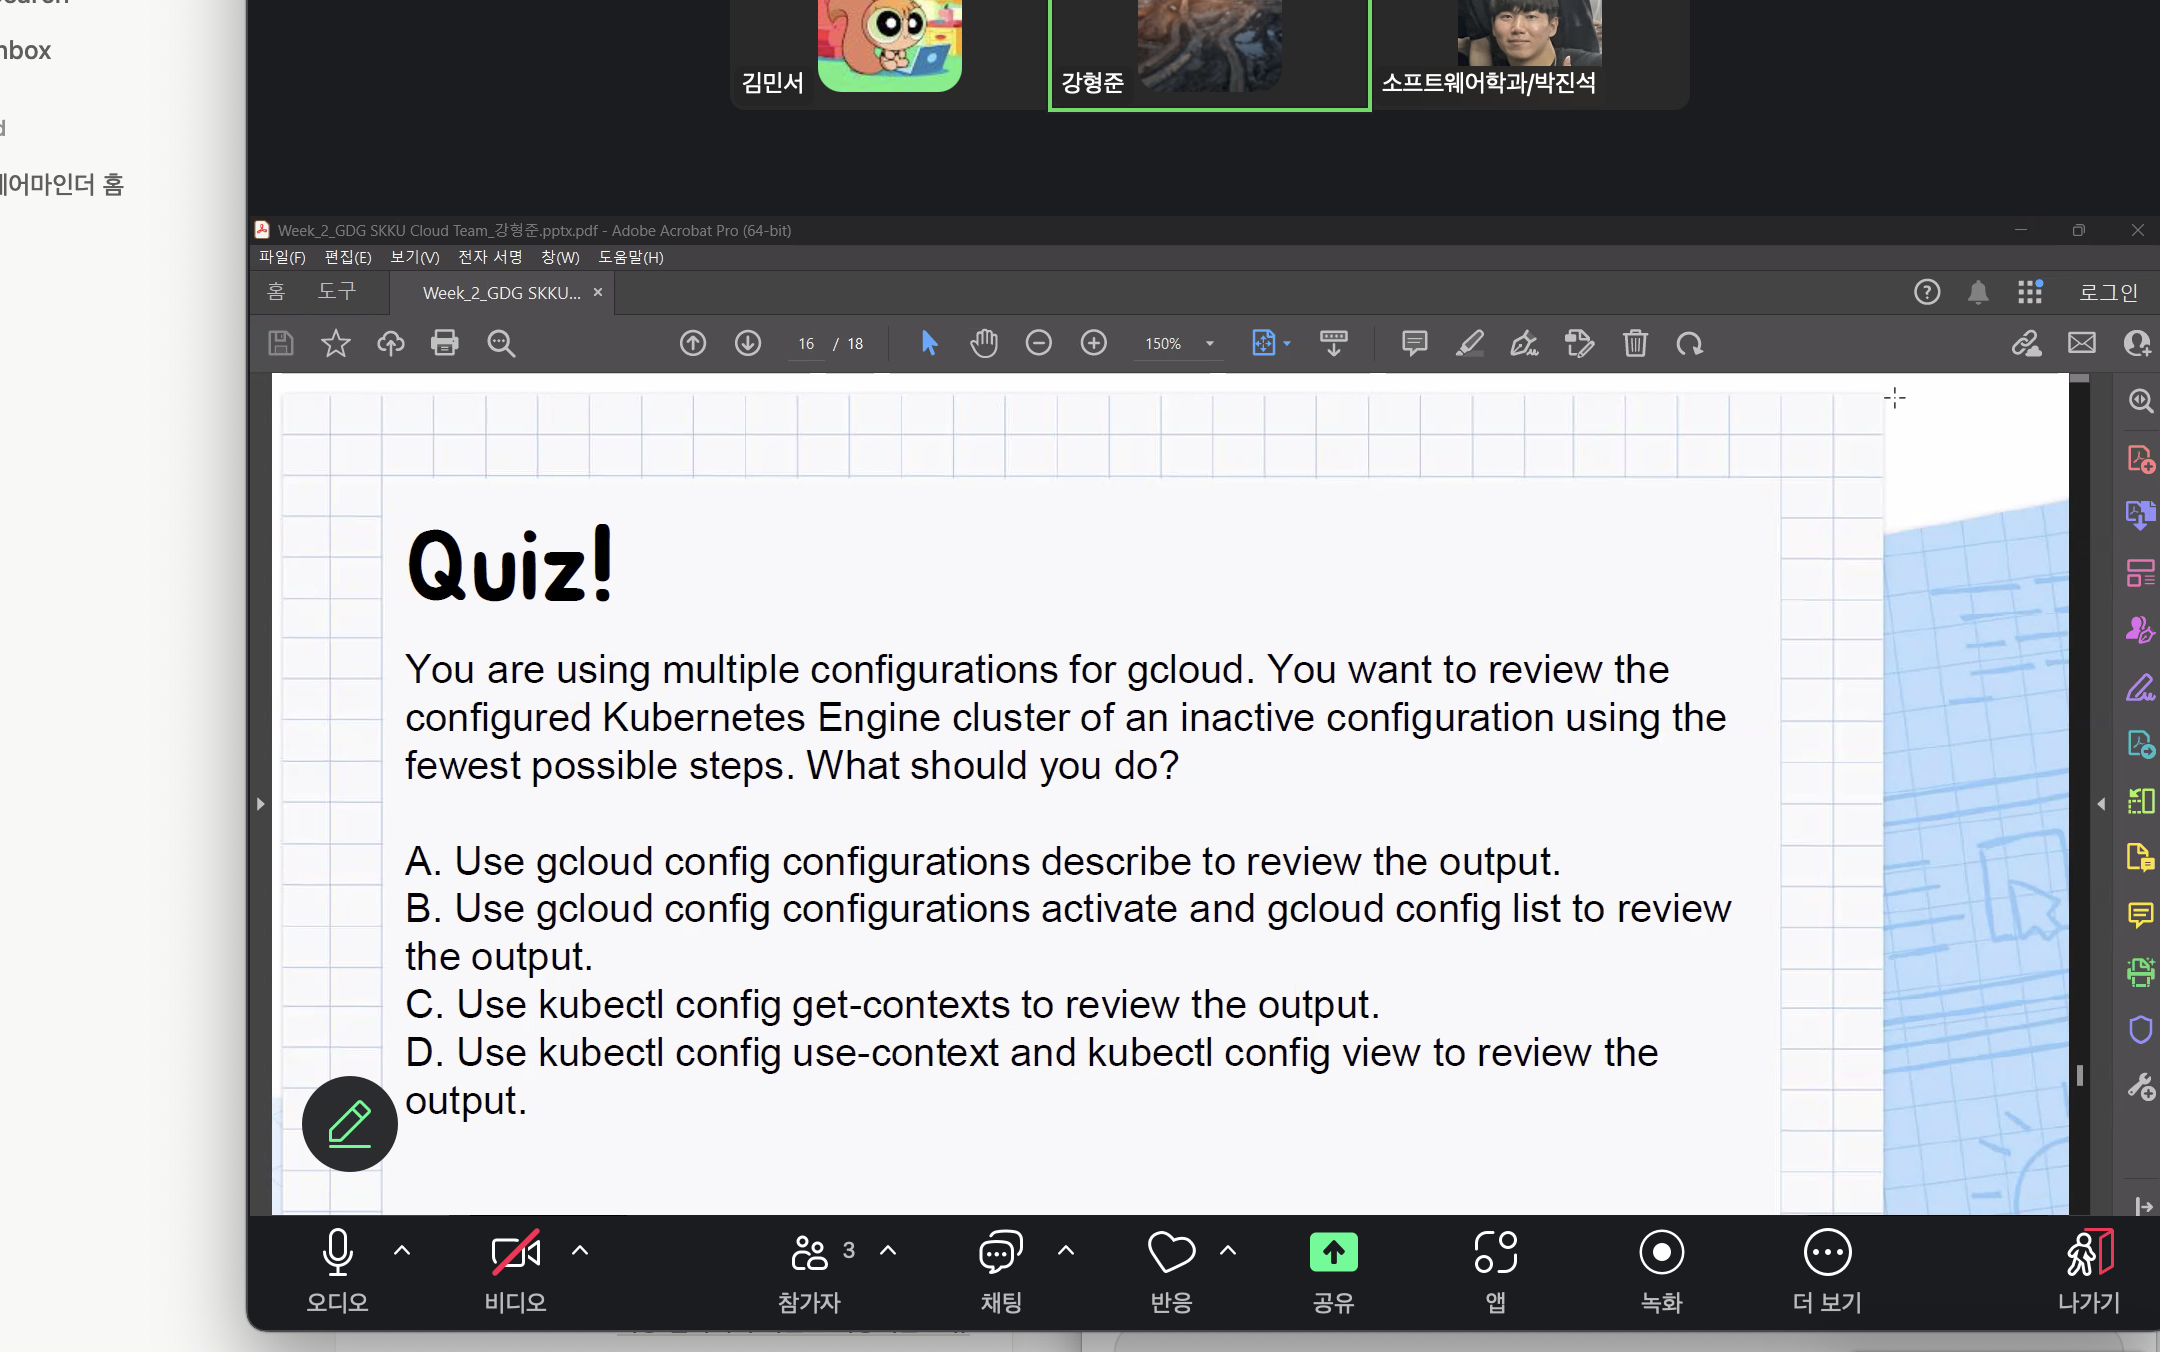 nbox
김민서
강형준
소프트웨어학과/박진석
홈
Week_2_GDG SKKU Cloud Team_강형준.pptx.pdf - Adobe Acrobat Pro (64-bit)
파일(F) 편집(E) 보기(V) 전자 서명 창(W) 도움말(H)
홈 도구 Week_2_GDG SKKU... × 로그인
16 / 18 150%
Quiz!
You are using multiple configurations for gcloud. You want to review the
configured Kubernetes Engine cluster of an inactive configuration using the
fewest possible steps. What should you do?
A. Use gcloud config configurations describe to review the output.
B. Use gcloud config configurations activate and gcloud config list to review
the output.
C. Use kubectl config get-contexts to review the output.
D. Use kubectl config use-context and kubectl config view to review the
output.
3
오디오 비디오 참가자 채팅 반응 공유 앱 녹화 더 보기 나가기